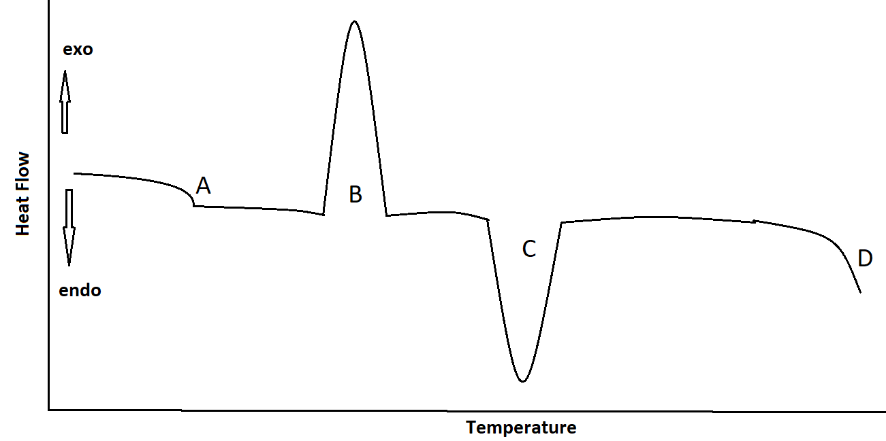 exo
A
B
Heat Flow
C
D
endo
Temperature